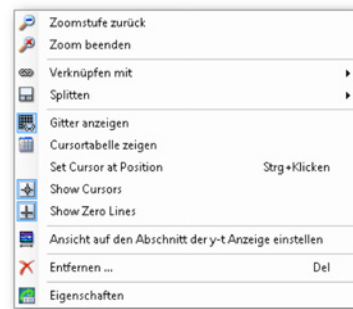 Zoomstufe zurück
Zoom beenden
Verknüpfen mit
Splitten
Gitter anzeigen
Cursortabelle zeigen
Set Cursor at Position Strg+Klicken
Show Cursors
Show Zero Lines
Ansicht auf den Abschnitt der y-t Anzeige einstellen
Entfernen ... Del
Eigenschaften